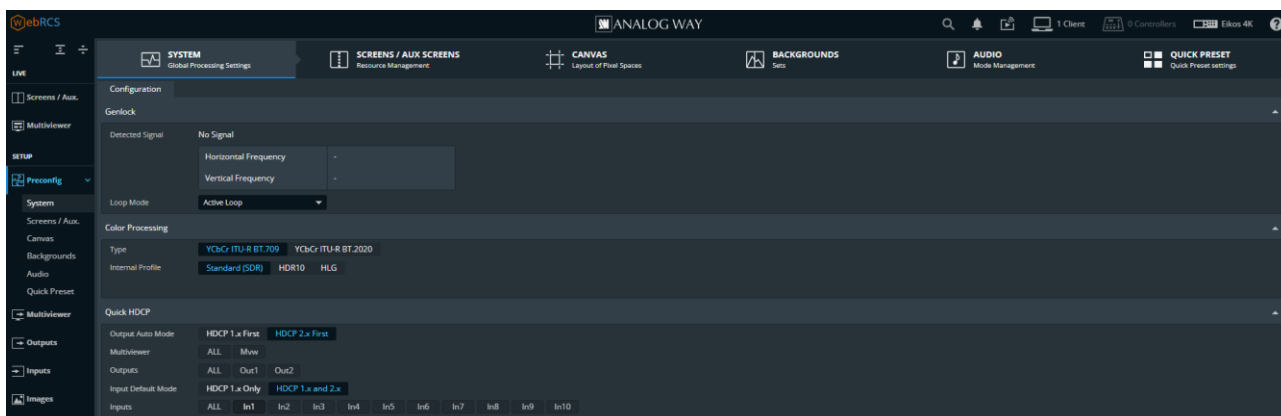 WebRCS
ANALOG WAY
1 Client
0 Controllers
Eikos 4K
LIVE
Screens / Aux.
Multiviewer
SETUP
Preconfig
System
Screens / Aux.
Canvas
Backgrounds
Audio
Quick Preset
Multiviewer
Outputs
Inputs
Images
SYSTEM
Global Processing Settings
SCREENS / AUX SCREENS
Resource Management
CANVAS
Layout of Pixel Spaces
BACKGROUNDS
Sets
AUDIO
Mode Management
QUICK PRESET
Quick Preset settings
Configuration
Genlock
Detected Signal No Signal
Horizontal Frequency -
Vertical Frequency -
Loop Mode Active Loop
Color Processing
Type YCbCr ITU-R BT.709 YCbCr ITU-R BT.2020
Internal Profile Standard (SDR) HDR10 HLG
Quick HDCP
Output Auto Mode HDCP 1.x First HDCP 2.x First
Multiviewer ALL Mvw
Outputs ALL Out1 Out2
Input Default Mode HDCP 1.x Only HDCP 1.x and 2.x
Inputs ALL In1 In2 In3 In4 In5 In6 In7 In8 In9 In10